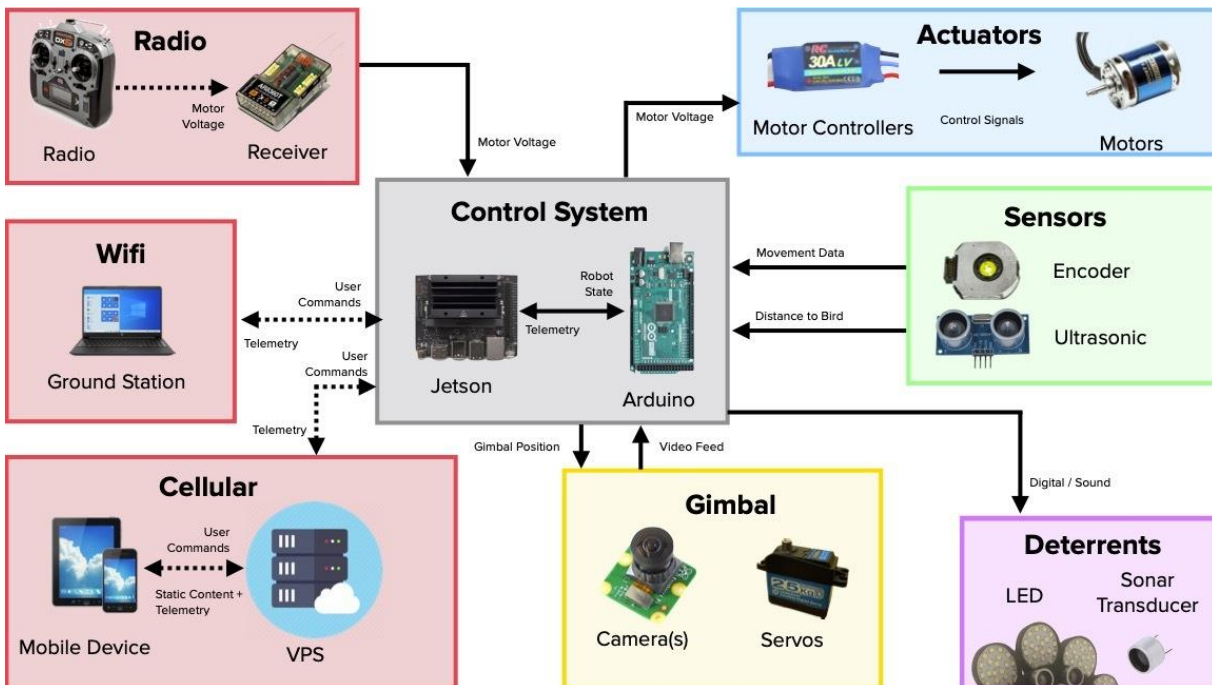 Radio
Motor
Voltage
Radio
Receiver
Motor Voltage
Motor Voltage
Actuators
RC
30A LV
Motor Controllers
Control Signals
Motors
Control System
Robot
State
Telemetry
Jetson
Arduino
Wifi
Ground Station
User
Commands
Telemetry
User
Commands
Telemetry
Sensors
Encoder
Ultrasonic
Movement Data
Distance to Bird
Cellular
User
Commands
Static Content +
Telemetry
Mobile Device
VPS
Gimbal Position
Video Feed
Gimbal
Camera(s)
Servos
Digital / Sound
Deterrents
LED
Sonar
Transducer